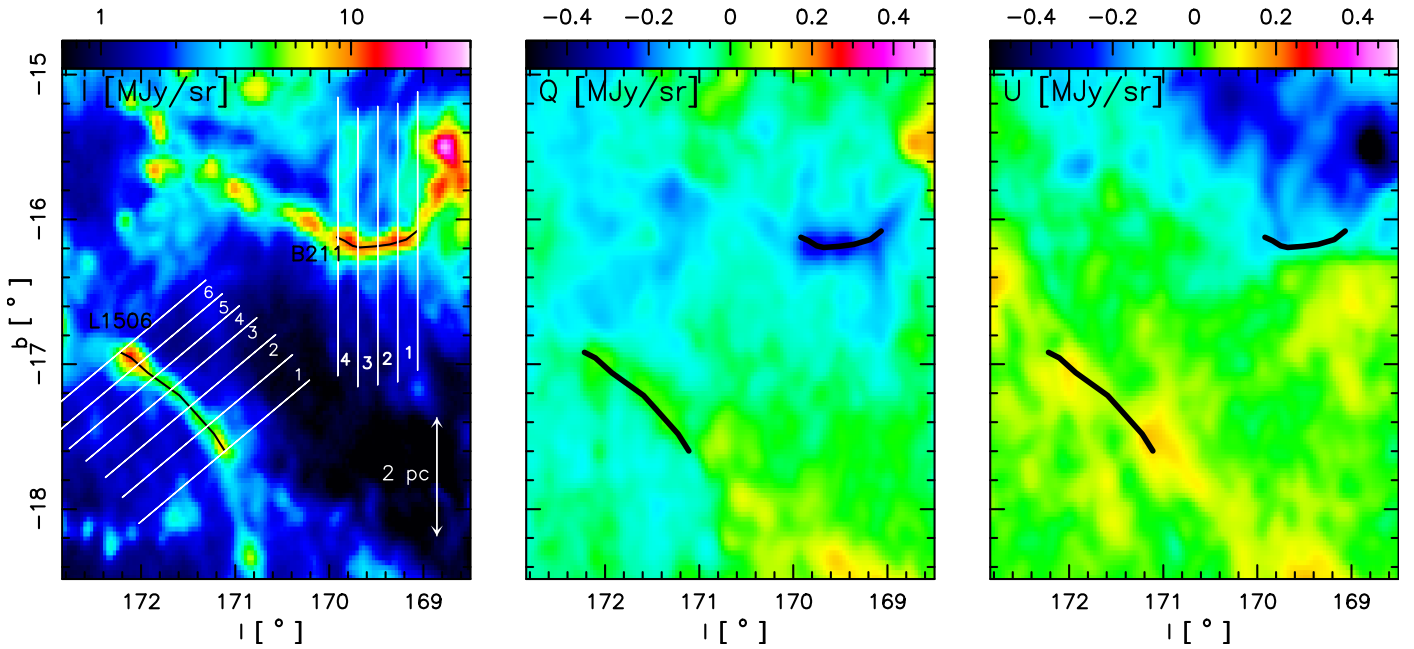 1 10
−0.4 −0.2 0 0.2 0.4
−0.4 −0.2 0 0.2 0.4
I [MJy/sr]
Q [MJy/sr]
U [MJy/sr]
−15
−16
−17
−18
b [ ° ]
B211
L1506
6
5
4
3
2
1
4 3 2 1
2 pc
172 171 170 169
172 171 170 169
172 171 170 169
l [ ° ]
l [ ° ]
l [ ° ]